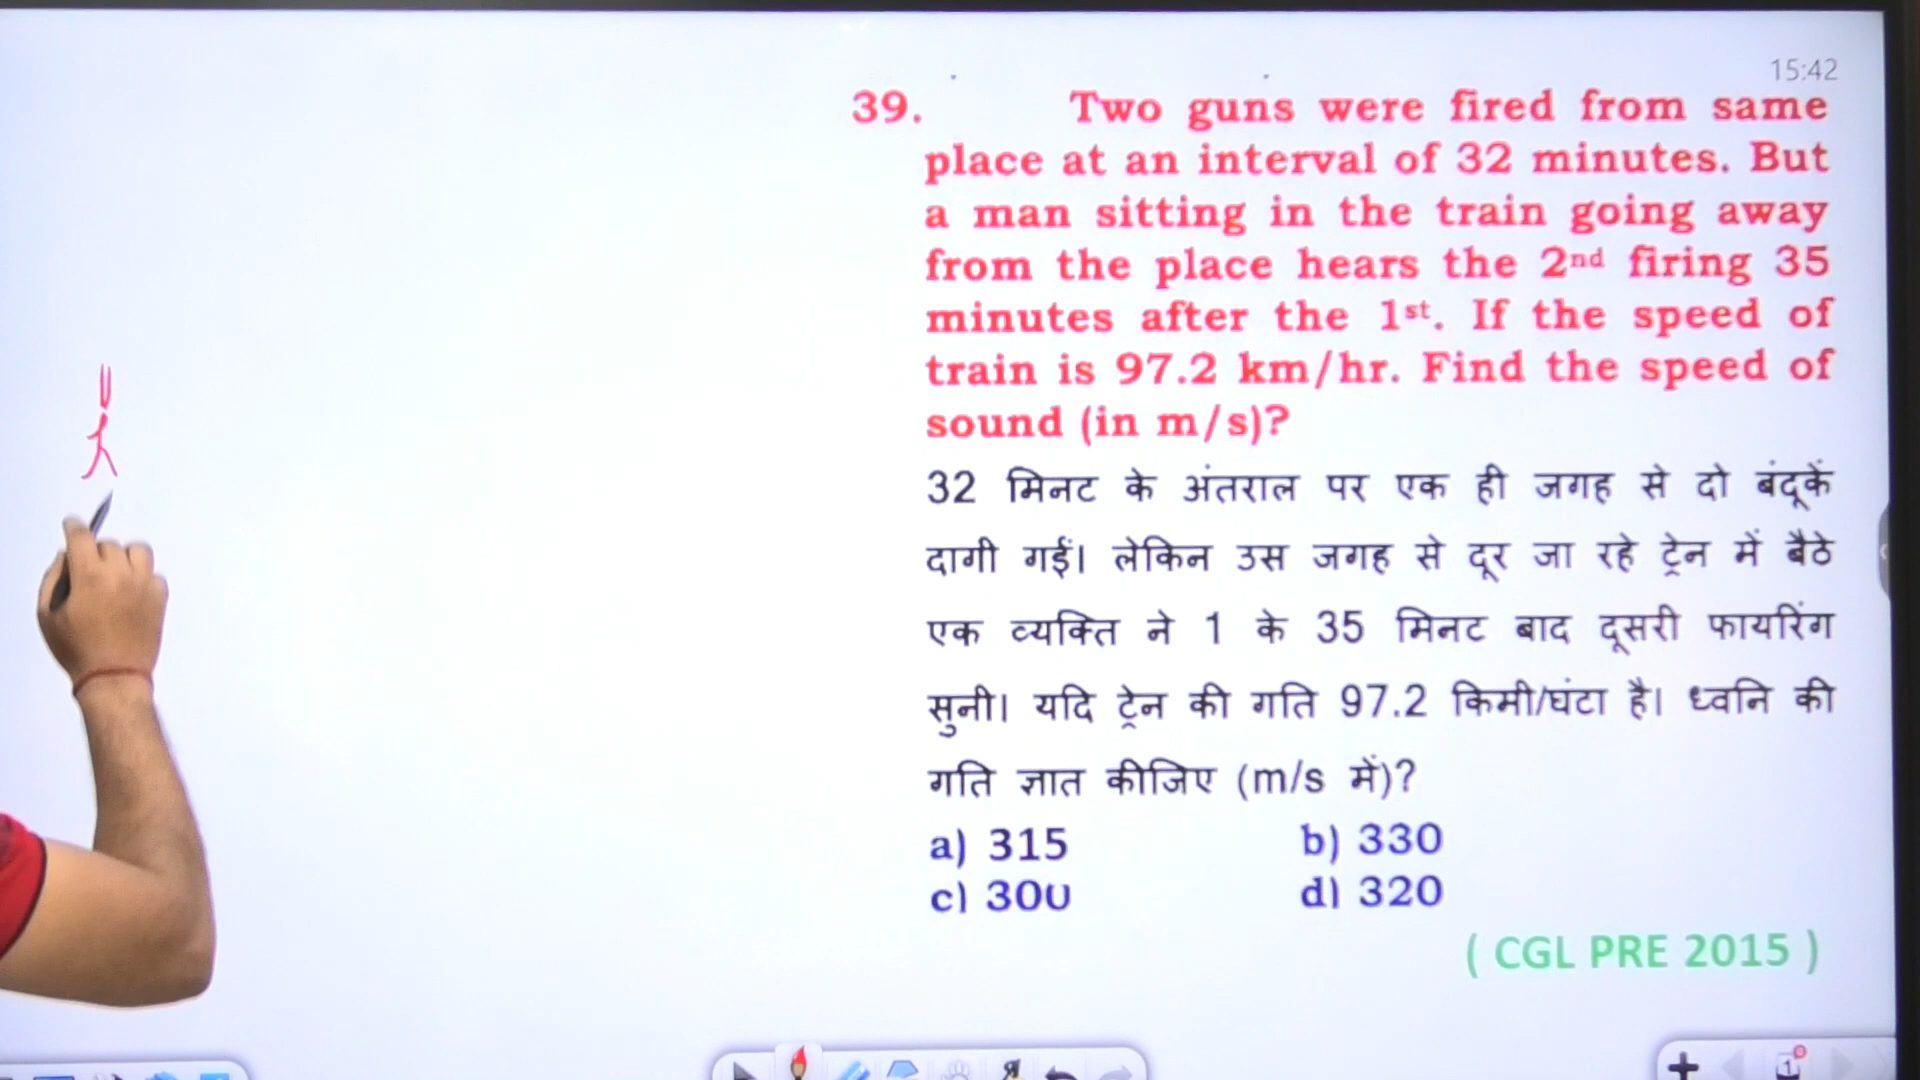 15:42
39. Two guns were fired from same
place at an interval of 32 minutes. But
a man sitting in the train going away
from the place hears the 2nd firing 35
minutes after the 1st. If the speed of
train is 97.2 km/hr. Find the speed of
sound (in m/s)?
32 मिनट के अंतराल पर एक ही जगह से दो बंदूकें
दागी गईं। लेकिन उस जगह से दूर जा रहे ट्रेन में बैठे
एक व्यक्ति ने 1 के 35 मिनट बाद दूसरी फायरिंग
सुनी। यदि ट्रेन की गति 97.2 किमी/घंटा है। ध्वनि की
गति ज्ञात कीजिए (m/s में)?
a) 315 b) 330
c) 300 d) 320
( CGL PRE 2015 )